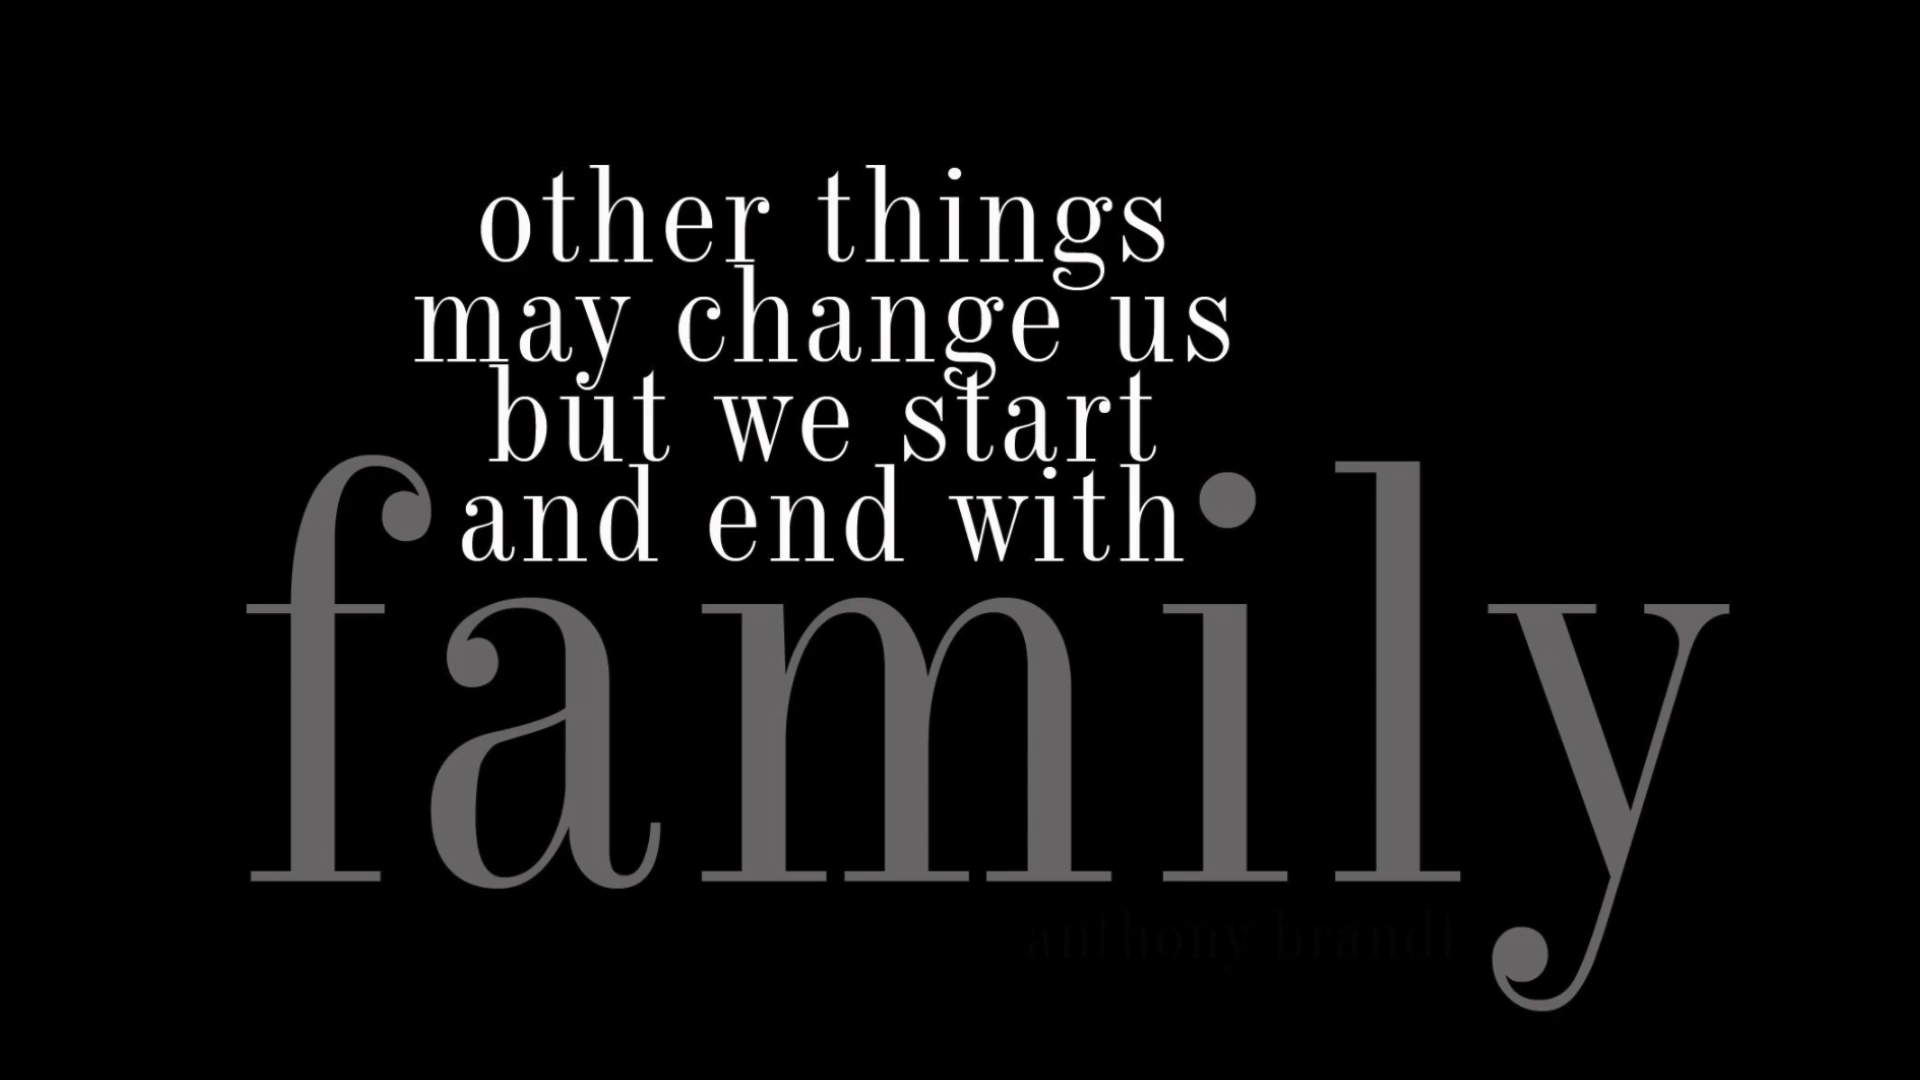 other things
may change us
but we start
and end with
family
anthony brandt